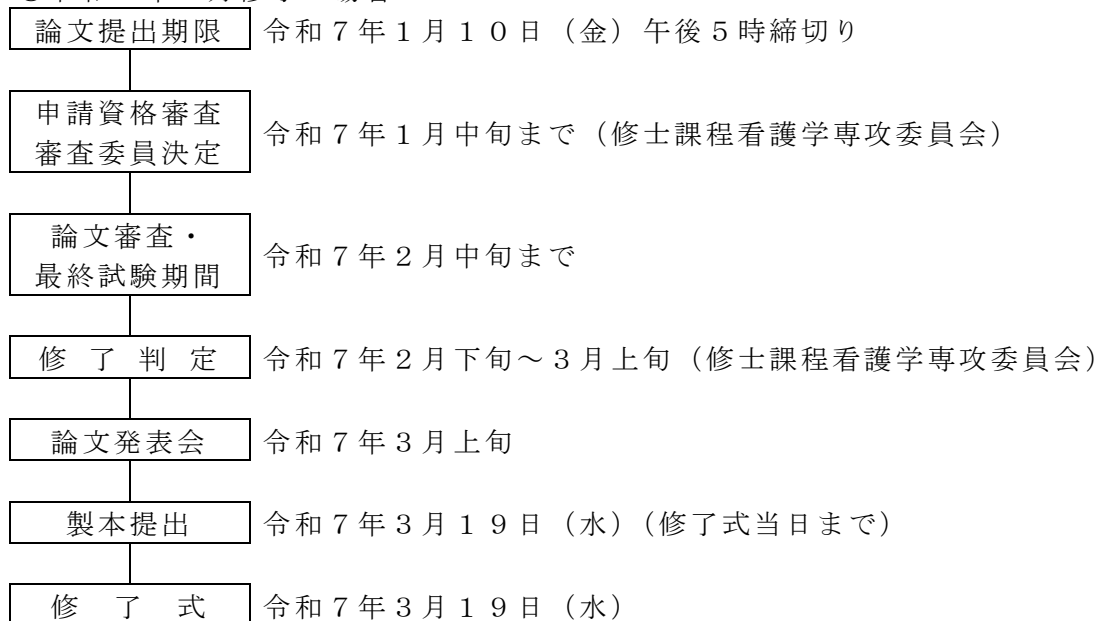 論文提出期限 令和７年１月１０日（金）午後５時締切り
申請資格審査
審査委員決定
令和７年１月中旬まで（修士課程看護学専攻委員会）
論文審査・
最終試験期間
令和７年２月中旬まで
修了判定 令和７年２月下旬～３月上旬（修士課程看護学専攻委員会）
論文発表会 令和７年３月上旬
製本提出 令和７年３月１９日（水）（修了式当日まで）
修了式 令和７年３月１９日（水）